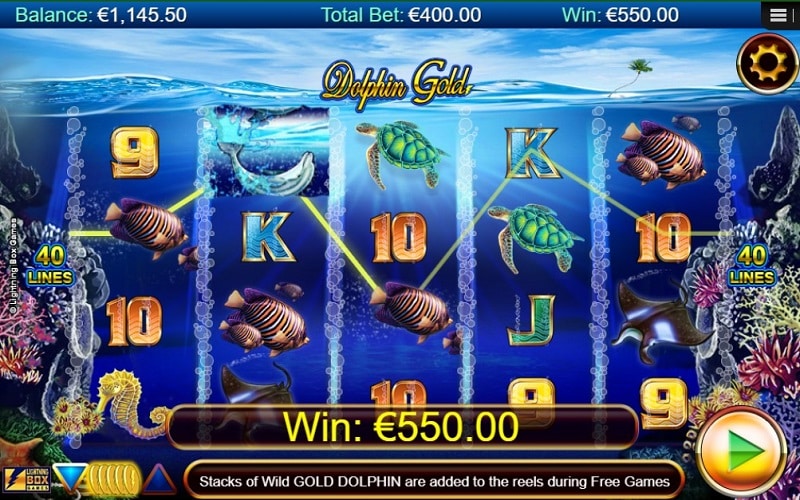 Balance: €1,145.50 Total Bet: €400.00 Win: €550.00
Dolphin Gold
9 K
K 10 10
10 J
10 9 9
40
LINES
40
LINES
© Lightning Box Games
Win: €550.00
LIGHTNING
BOX
GAMES
Stacks of Wild GOLD DOLPHIN are added to the reels during Free Games